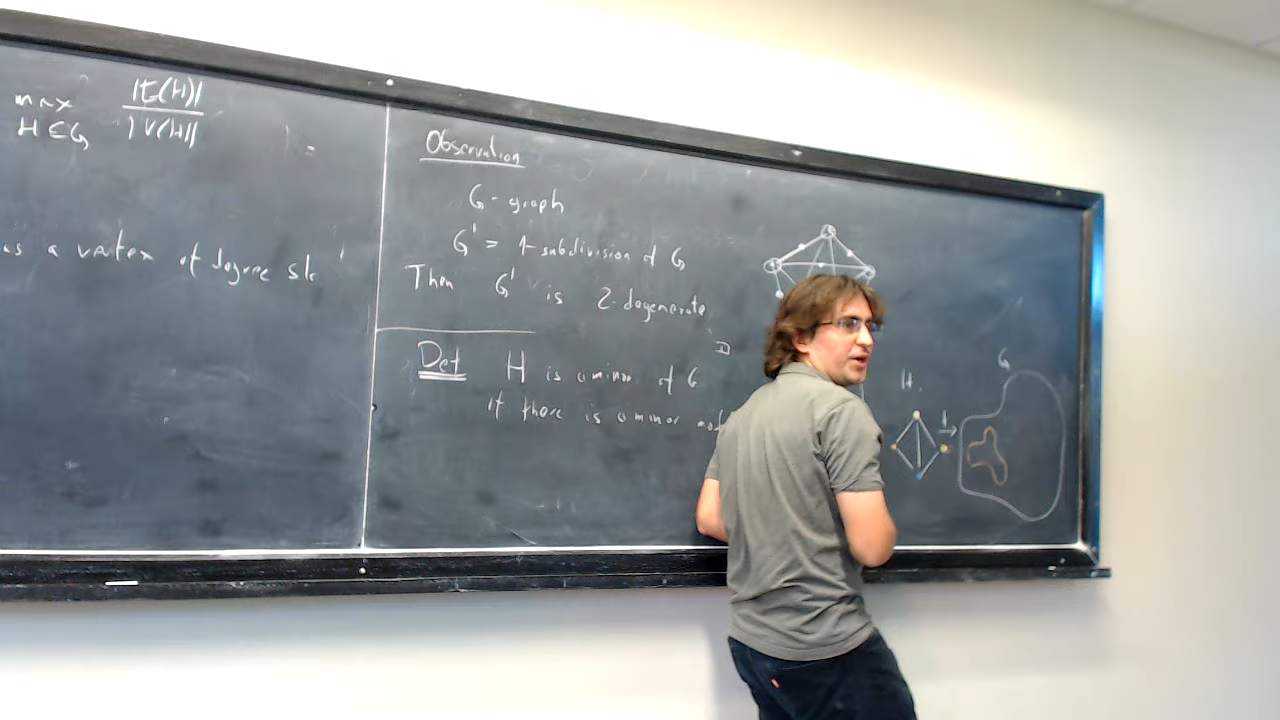 max |E(H)|
H⊆G |V(H)|
as a vertex of degree ≤k
Observation
G - graph
G' = 1-subdivision of G
Then G' is 2-degenerate
Def H is a minor of G
if there is a minor
H
G